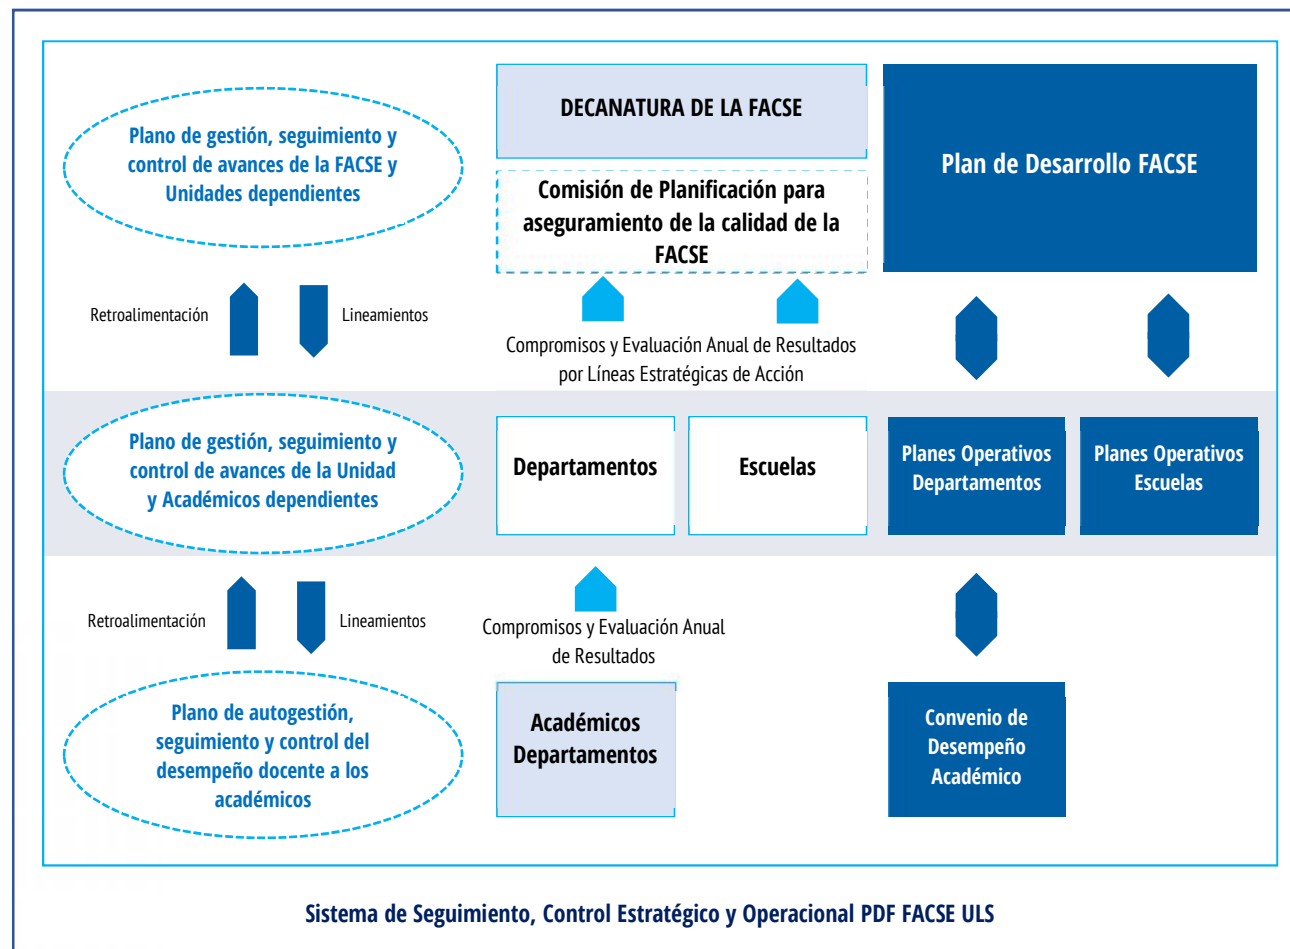 Plano de gestión, seguimiento y
control de avances de la FACSE y
Unidades dependientes
DECANATURA DE LA FACSE
Comisión de Planificación para
aseguramiento de la calidad de la
FACSE
Plan de Desarrollo FACSE
Retroalimentación
Lineamientos
Compromisos y Evaluación Anual de Resultados
por Líneas Estratégicas de Acción
Plano de gestión, seguimiento y
control de avances de la Unidad
y Académicos dependientes
Departamentos
Escuelas
Planes Operativos
Departamentos
Planes Operativos
Escuelas
Retroalimentación
Lineamientos
Compromisos y Evaluación Anual
de Resultados
Plano de autogestión,
seguimiento y control del
desempeño docente a los
académicos
Académicos
Departamentos
Convenio de
Desempeño
Académico
Sistema de Seguimiento, Control Estratégico y Operacional PDF FACSE ULS